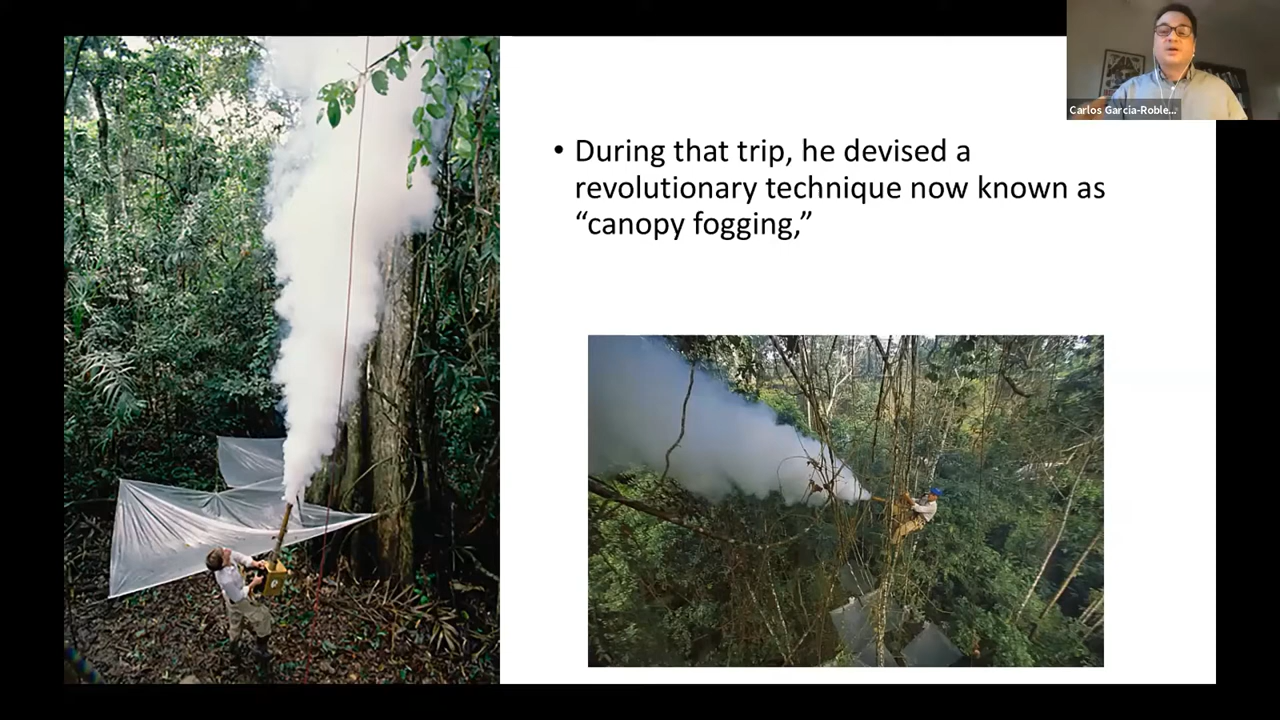 Carlos Garcia-Roble...
• During that trip, he devised a
revolutionary technique now known as
“canopy fogging,”